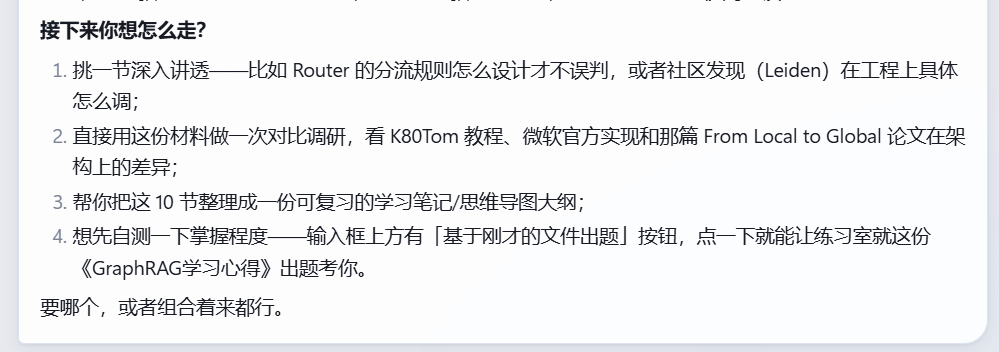 接下来你想怎么走？
1. 挑一节深入讲透——比如 Router 的分流规则怎么设计才不误判，或者社区发现（Leiden）在工程上具体
怎么调；
2. 直接用这份材料做一次对比调研，看 K80Tom 教程、微软官方实现和那篇 From Local to Global 论文在架
构上的差异；
3. 帮你把这 10 节整理成一份可复习的学习笔记/思维导图大纲；
4. 想先自测一下掌握程度——输入框上方有「基于刚才的文件出题」按钮，点一下就能让练习室就这份
《GraphRAG学习心得》出题考你。
要哪个，或者组合着来都行。